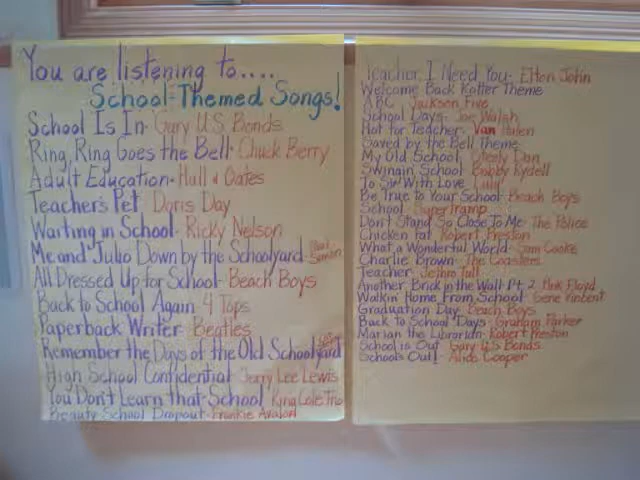 You are listening to....
School-Themed Songs!
School Is In- Gary U.S. Bonds
Ring, Ring Goes the Bell- Chuck Berry
Adult Education- Hall & Oates
Teacher's Pet- Doris Day
Waiting in School- Ricky Nelson
Me and Julio Down by the Schoolyard- Paul Simon
All Dressed Up for School- Beach Boys
Back to School Again- 4 Tops
Paperback Writer- Beatles
Remember the Days of the Old Schoolyard
High School Confidential- Jerry Lee Lewis
You Don't Learn That-School King Cole Trio
Beauty School Dropout- Frankie Avalon
Teacher, I Need You- Elton John
Welcome Back Kotter Theme
ABC- Jackson Five
School Days- Joe Walsh
Hot for Teacher- Van Halen
Saved by the Bell Theme
My Old School- Steely Dan
Swingin' School- Bobby Rydell
To Sir With Love- Lulu
Be True to Your School- Beach Boys
School- Supertramp
Don't Stand So Close To Me- The Police
Chicken Fat- Robert Preston
What a Wonderful World- Sam Cooke
Charlie Brown- The Coasters
Teacher- Jethro Tull
Another Brick in the Wall Pt. 2- Pink Floyd
Walkin' Home From School- Gene Vincent
Graduation Day- Beach Boys
Back To School Days- Graham Parker
Marian the Librarian- Robert Preston
School is Out- Gary U.S. Bonds
School's Out!- Alice Cooper